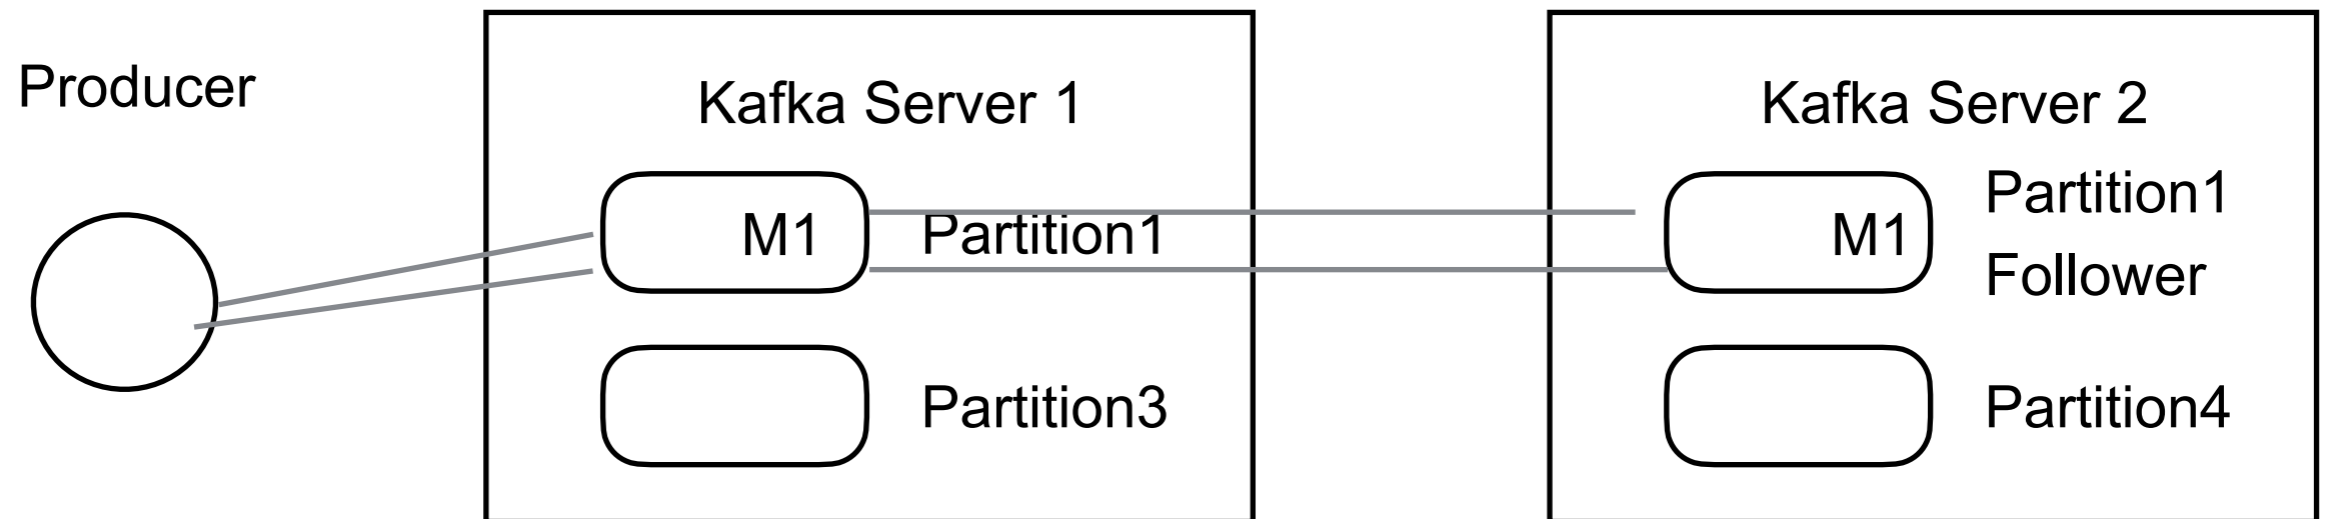 Producer
Kafka Server 1
M1
Partition1
Partition3
Kafka Server 2
M1
Partition1
Follower
Partition4